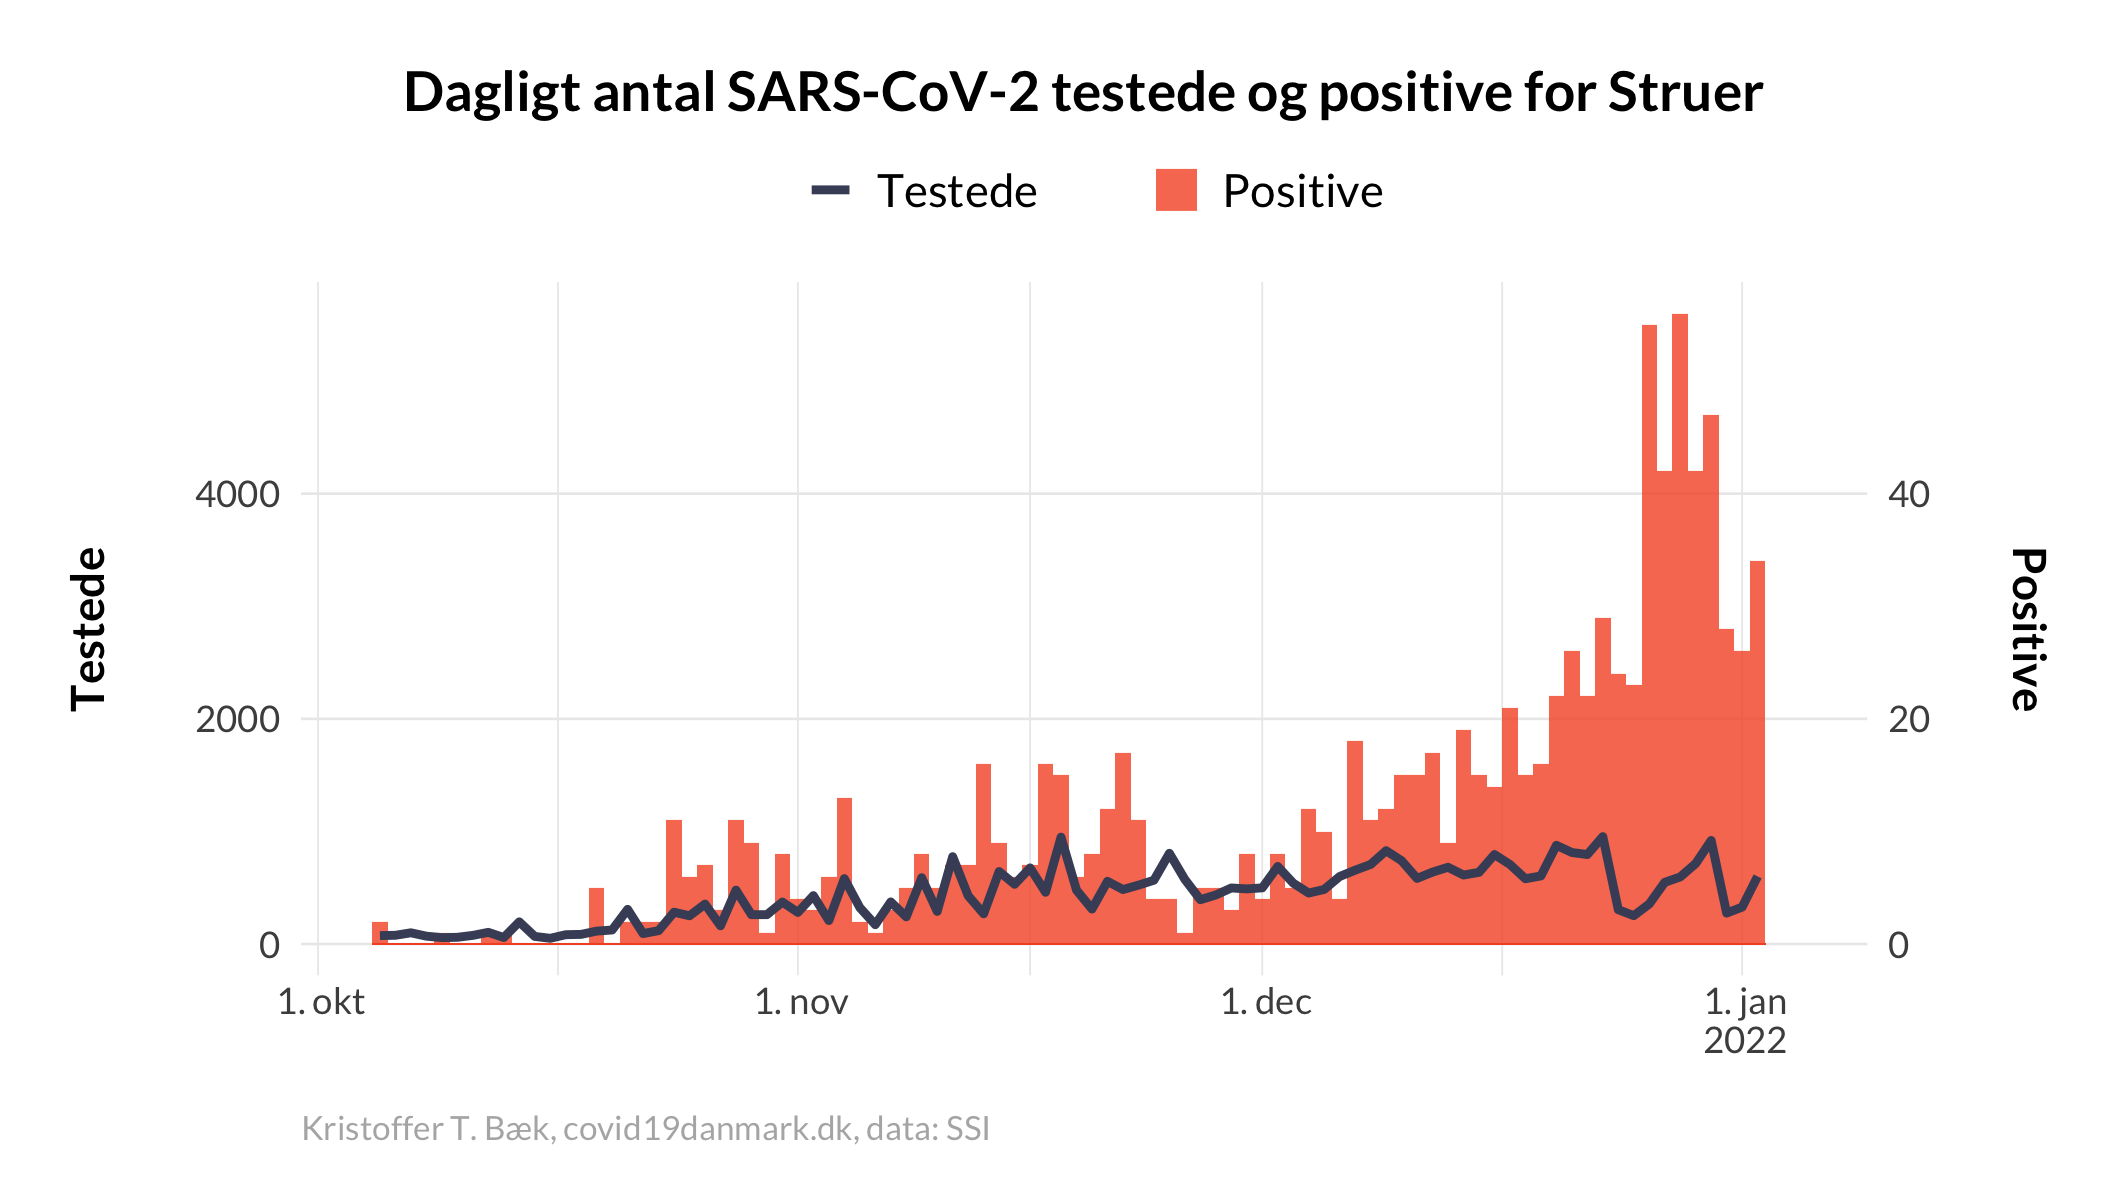 Dagligt antal SARS-CoV-2 testede og positive for Struer
Testede
Positive
Testede
4000
2000
0
40
20
0
Positive
1. okt
1. nov
1. dec
1. jan
2022
Kristoffer T. Bæk, covid19danmark.dk, data: SSI